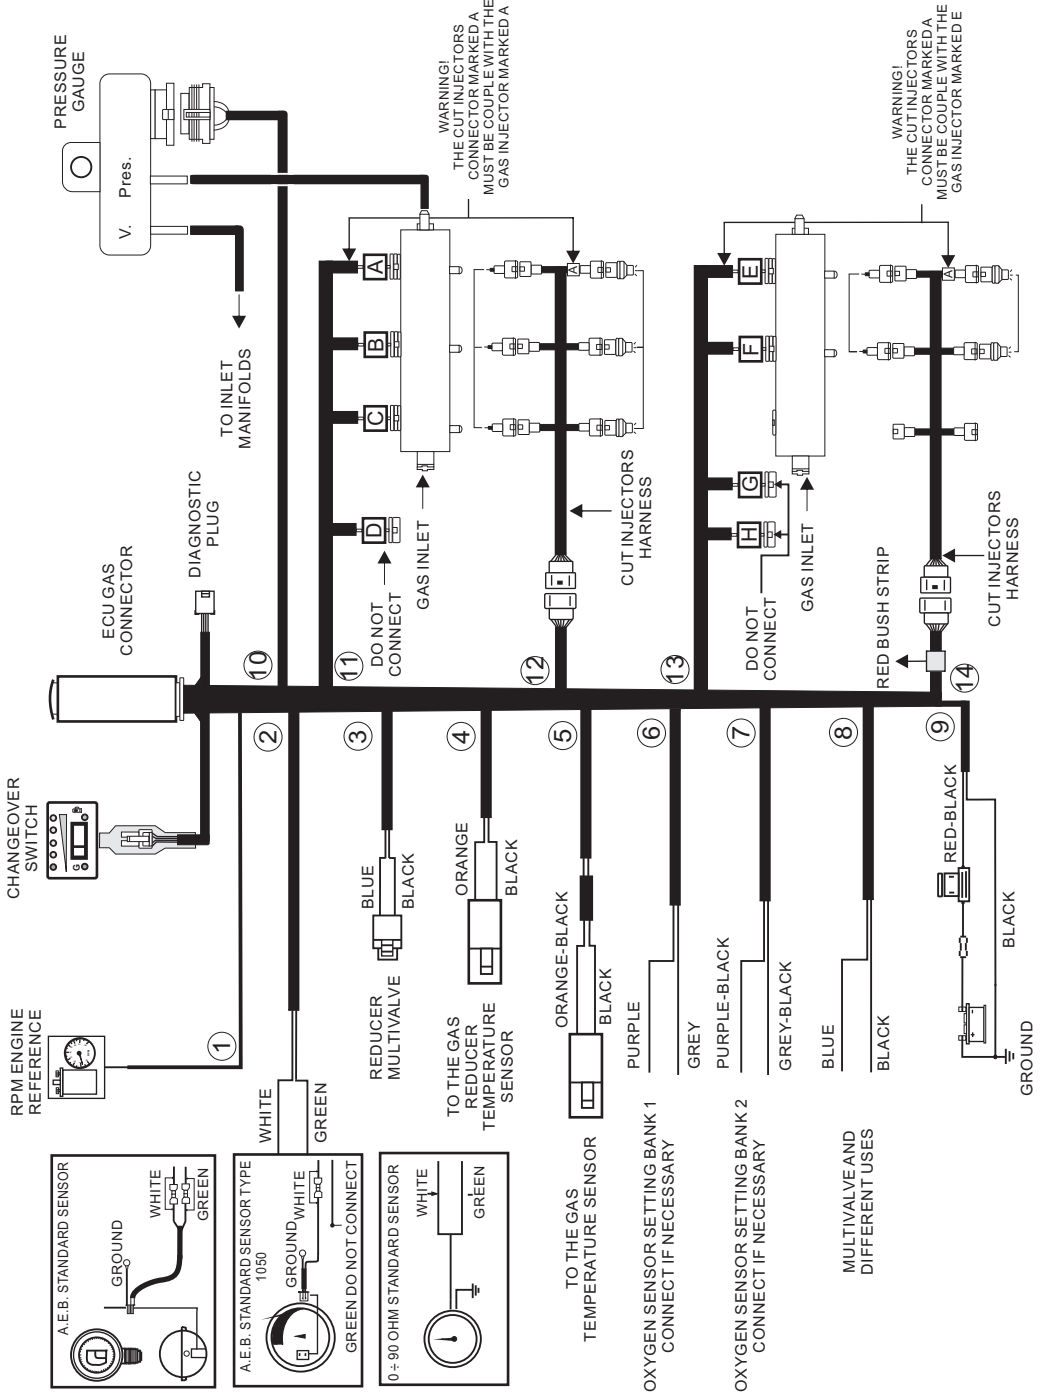 RPM ENGINE
REFERENCE
CHANGEOVER
SWITCH
G
ECU GAS
CONNECTOR
DIAGNOSTIC
PLUG
TO INLET
MANIFOLDS
PRESSURE
GAUGE
V.
Pres.
A.E.B. STANDARD SENSOR
GROUND
WHITE
GREEN
A.E.B. STANDARD SENSOR TYPE
1050
GROUND
WHITE
GREEN DO NOT CONNECT
0 ÷ 90 OHM STANDARD SENSOR
WHITE
GREEN
1
2
WHITE
GREEN
3
BLUE
BLACK
REDUCER
MULTIVALVE
4
ORANGE
BLACK
TO THE GAS
REDUCER
TEMPERATURE
SENSOR
5
ORANGE-BLACK
BLACK
TO THE GAS
TEMPERATURE SENSOR
6
PURPLE
GREY
OXYGEN SENSOR SETTING BANK 1
CONNECT IF NECESSARY
7
PURPLE-BLACK
GREY-BLACK
OXYGEN SENSOR SETTING BANK 2
CONNECT IF NECESSARY
8
BLUE
BLACK
MULTIVALVE AND
DIFFERENT USES
9
RED-BLACK
BLACK
GROUND
10
11
D
C
B
A
DO NOT
CONNECT
GAS INLET
WARNING!
THE CUT INJECTORS
CONNECTOR MARKED A
MUST BE COUPLE WITH THE
GAS INJECTOR MARKED A
12
A
CUT INJECTORS
HARNESS
13
H
G
F
E
DO NOT
CONNECT
GAS INLET
WARNING!
THE CUT INJECTORS
CONNECTOR MARKED A
MUST BE COUPLE WITH THE
GAS INJECTOR MARKED E
14
RED BUSH STRIP
A
CUT INJECTORS
HARNESS